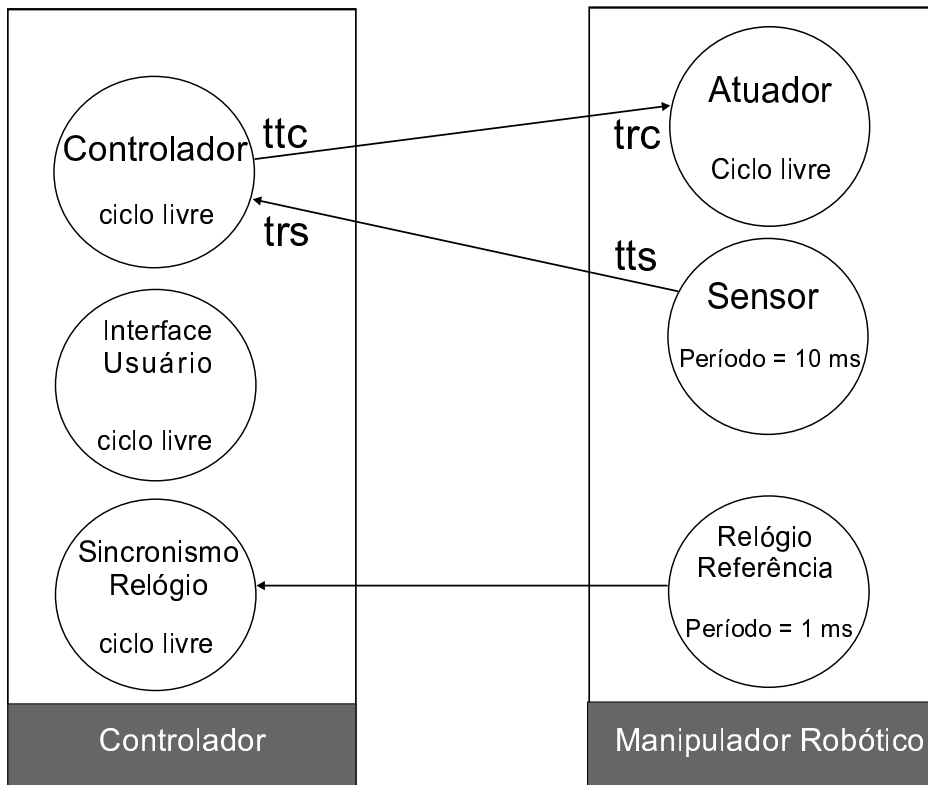 Controlador
ciclo livre
ttc
trs
Interface
Usuário
ciclo livre
Sincronismo
Relógio
ciclo livre
Controlador
Atuador
Ciclo livre
trc
tts
Sensor
Período = 10 ms
Relógio
Referência
Período = 1 ms
Manipulador Robótico